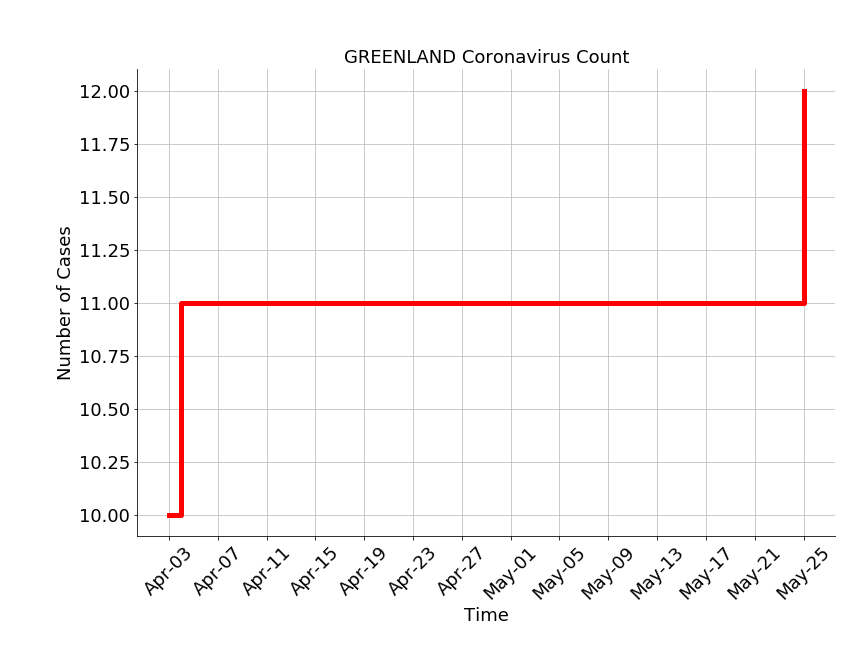 GREENLAND Coronavirus Count
12.00
11.75
11.50
11.25
11.00
10.75
10.50
10.25
10.00
Number of Cases
Apr-03
Apr-07
Apr-11
Apr-15
Apr-19
Apr-23
Apr-27
May-01
May-05
May-09
May-13
May-17
May-21
May-25
Time